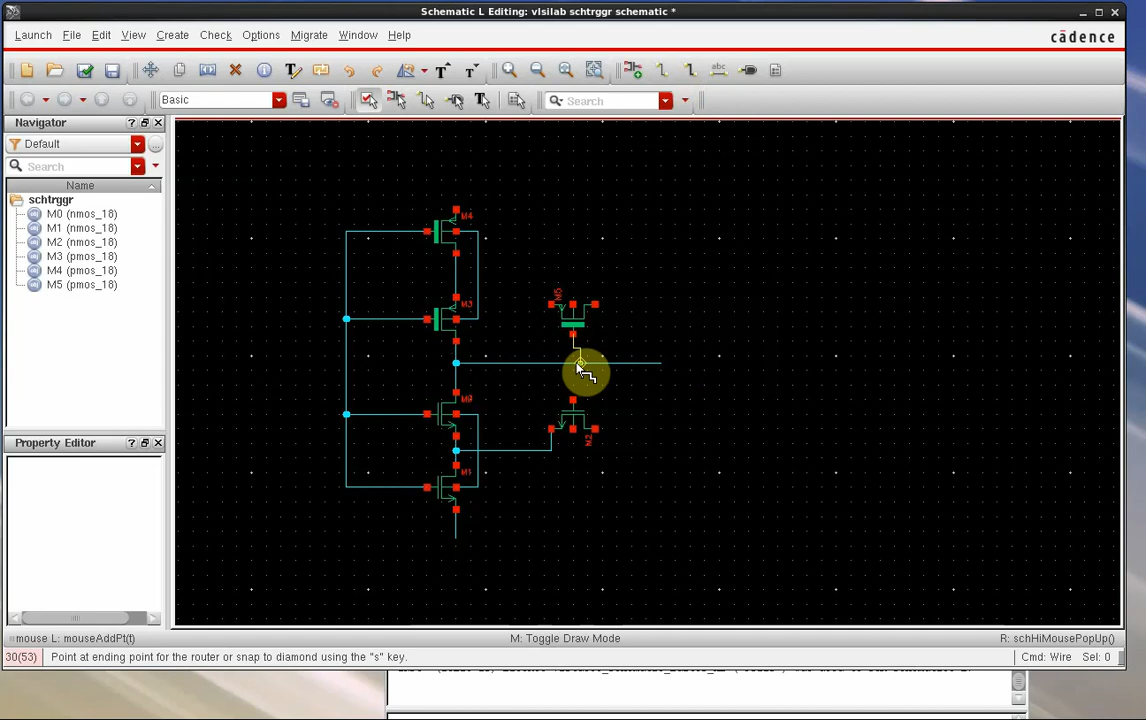 Schematic L Editing: vlsilab schtrggr schematic *
Launch File Edit View Create Check Options Migrate Window Help
cādence
Basic
Search
Navigator
Default
Search
Name
schtrggr
M0 (nmos_18)
M1 (nmos_18)
M2 (nmos_18)
M3 (pmos_18)
M4 (pmos_18)
M5 (pmos_18)
Property Editor
M4
M5
M3
M0
M2
M1
mouse L: mouseAddPt(t)
M: Toggle Draw Mode
R: schHiMousePopUp()
30(53)
Point at ending point for the router or snap to diamond using the "s" key.
Cmd: Wire
Sel: 0